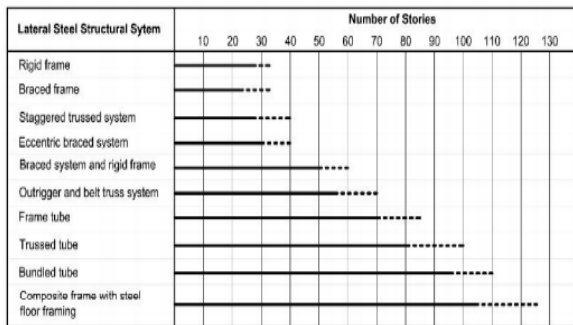 Lateral Steel Structural Sytem
Number of Stories
10 20 30 40 50 60 70 80 90 100 110 120 130
Rigid frame
Braced frame
Staggered trussed system
Eccentric braced system
Braced system and rigid frame
Outrigger and belt truss system
Frame tube
Trussed tube
Bundled tube
Composite frame with steel
floor framing